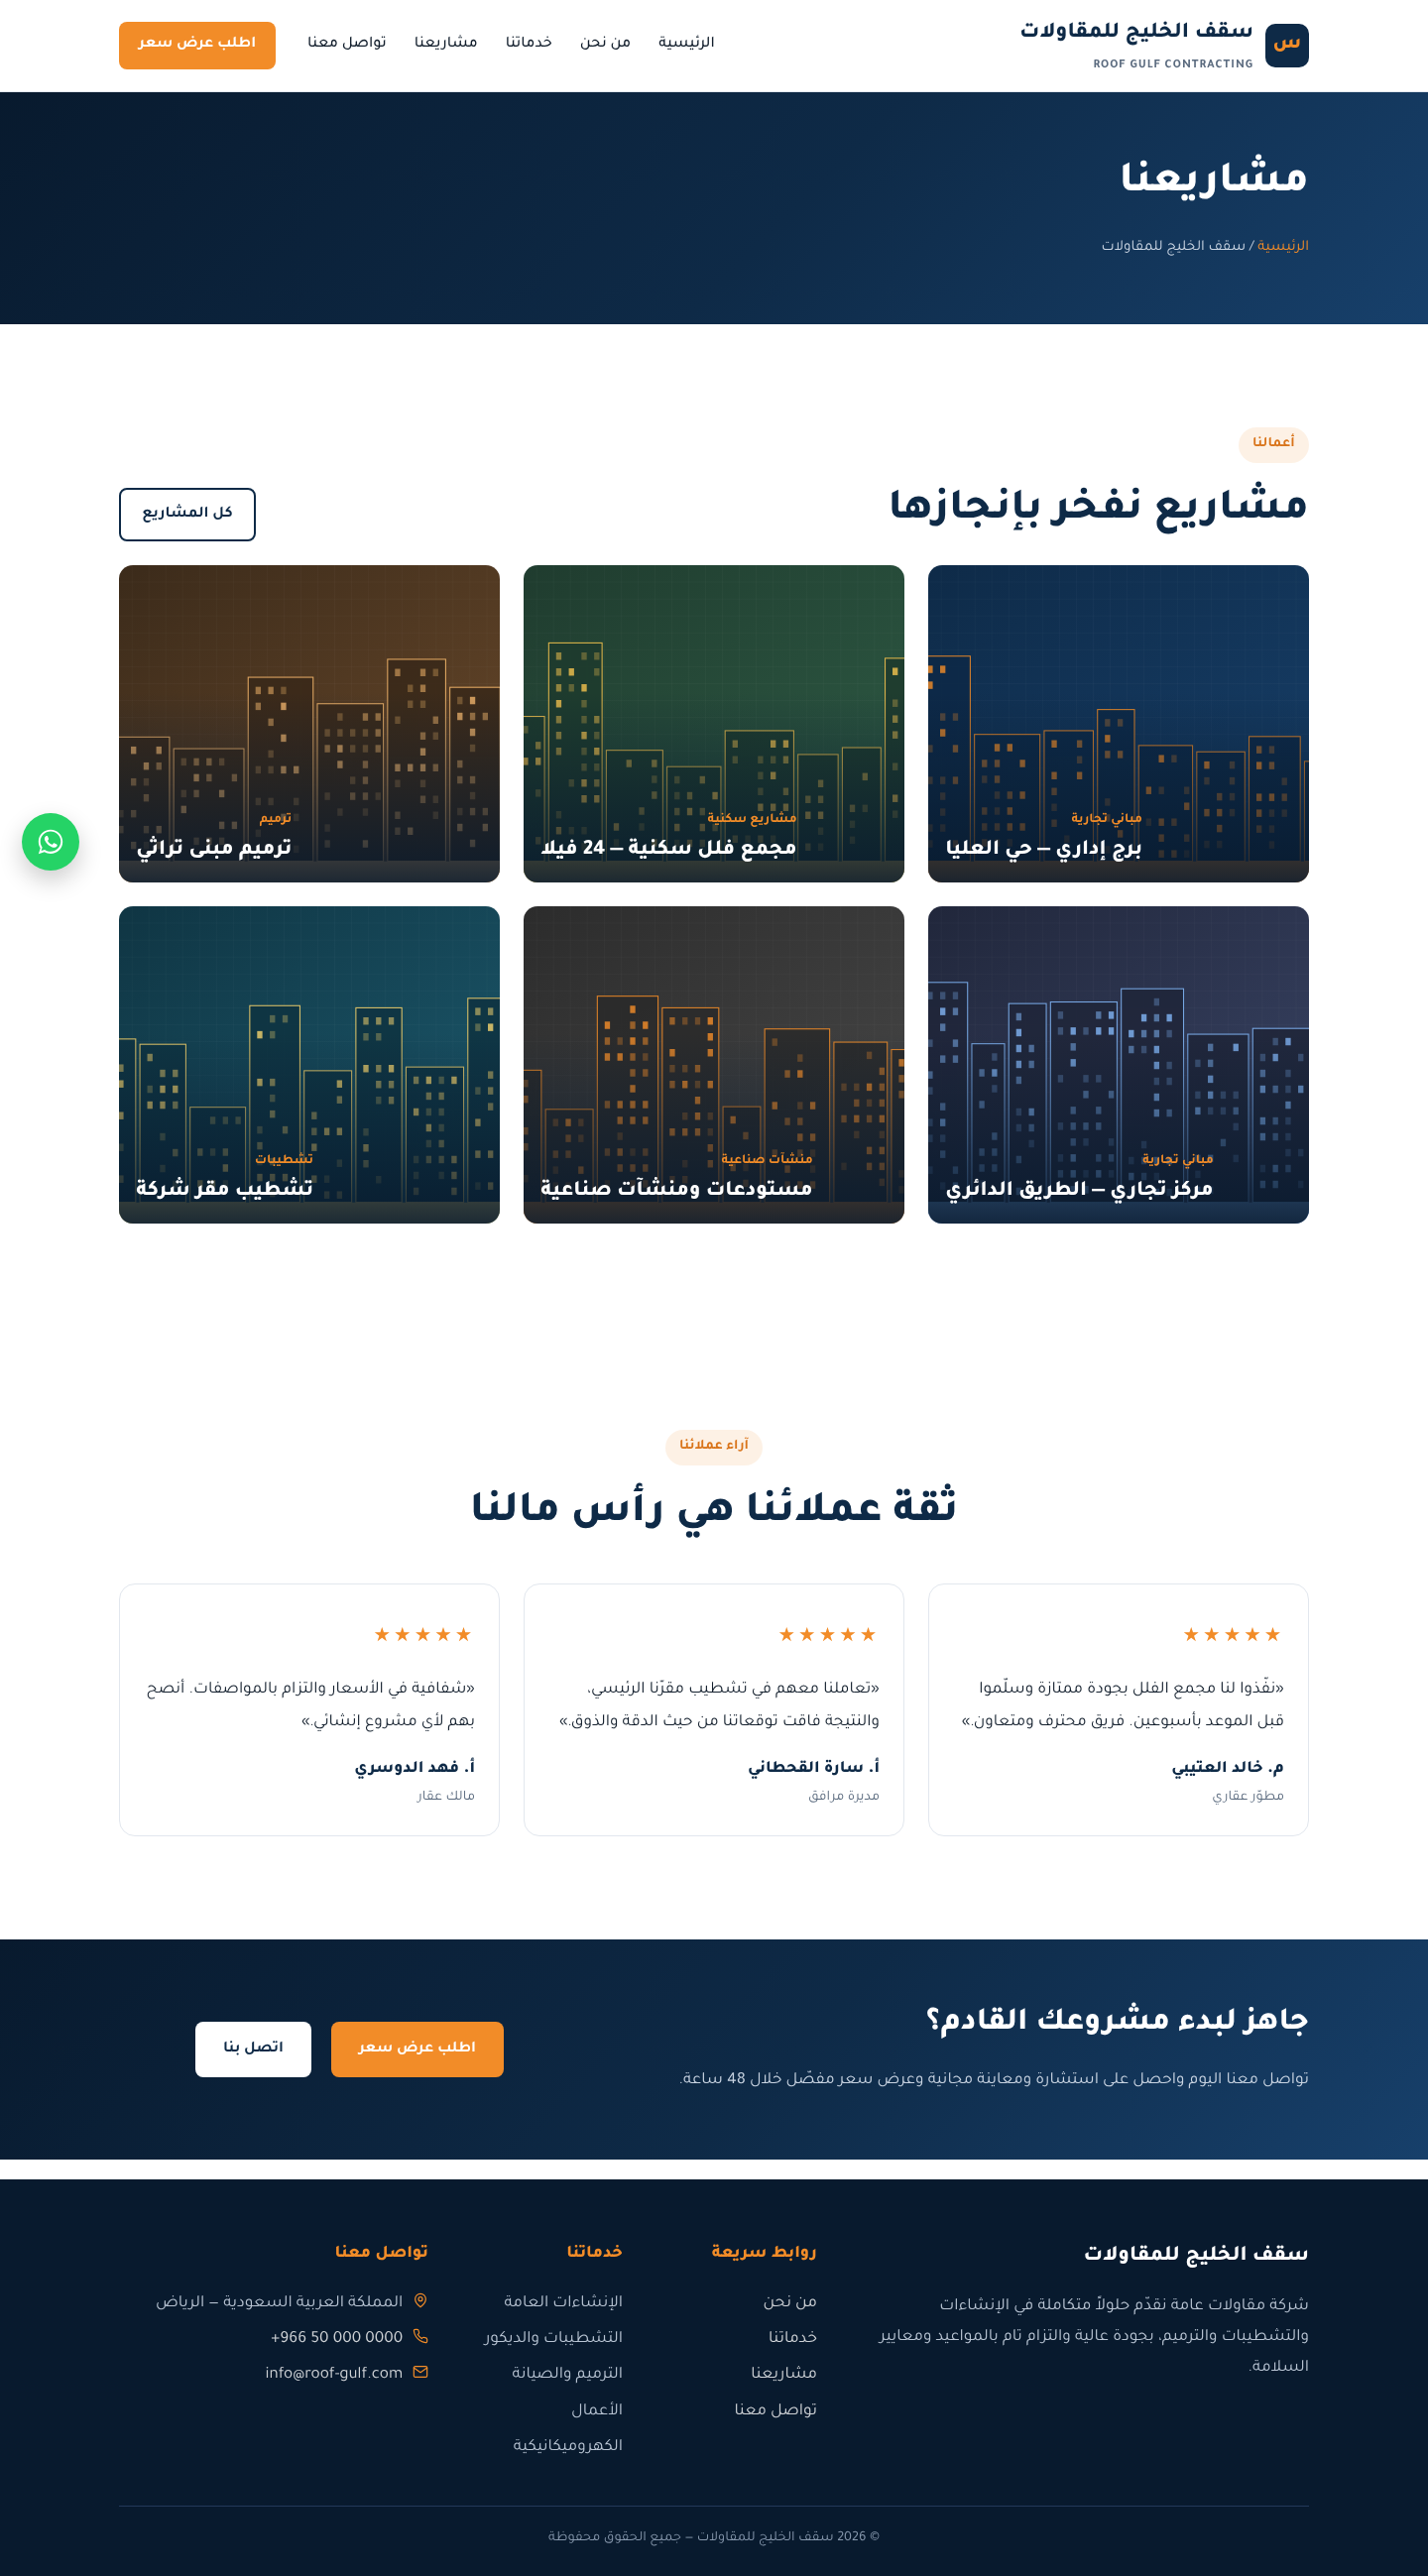 س
سقف الخليج للمقاولات
ROOF GULF CONTRACTING
الرئيسية
من نحن
خدماتنا
مشاريعنا
تواصل معنا
اطلب عرض سعر
مشاريعنا
الرئيسية / سقف الخليج للمقاولات
أعمالنا
مشاريع نفخر بإنجازها
كل المشاريع
مباني تجارية
برج إداري – حي العليا
مشاريع سكنية
مجمع فلل سكنية – 24 فيلا
ترميم
ترميم مبنى تراثي
مباني تجارية
مركز تجاري – الطريق الدائري
منشآت صناعية
مستودعات ومنشآت صناعية
تشطيبات
تشطيب مقر شركة
آراء عملائنا
ثقة عملائنا هي رأس مالنا
★★★★★
«نفّذوا لنا مجمع الفلل بجودة ممتازة وسلّموا
قبل الموعد بأسبوعين. فريق محترف ومتعاون.»
م. خالد العتيبي
مطوّر عقاري
★★★★★
«تعاملنا معهم في تشطيب مقرّنا الرئيسي،
والنتيجة فاقت توقعاتنا من حيث الدقة والذوق.»
أ. سارة القحطاني
مديرة مرافق
★★★★★
«شفافية في الأسعار والتزام بالمواصفات. أنصح
بهم لأي مشروع إنشائي.»
أ. فهد الدوسري
مالك عقار
جاهز لبدء مشروعك القادم؟
تواصل معنا اليوم واحصل على استشارة ومعاينة مجانية وعرض سعر مفصّل خلال 48 ساعة.
اطلب عرض سعر
اتصل بنا
سقف الخليج للمقاولات
شركة مقاولات عامة نقدّم حلولاً متكاملة في الإنشاءات
والتشطيبات والترميم، بجودة عالية والتزام تام بالمواعيد ومعايير
السلامة.
روابط سريعة
من نحن
خدماتنا
مشاريعنا
تواصل معنا
خدماتنا
الإنشاءات العامة
التشطيبات والديكور
الترميم والصيانة
الأعمال
الكهروميكانيكية
تواصل معنا
المملكة العربية السعودية – الرياض
+966 50 000 0000
info@roof-gulf.com
© 2026 سقف الخليج للمقاولات – جميع الحقوق محفوظة